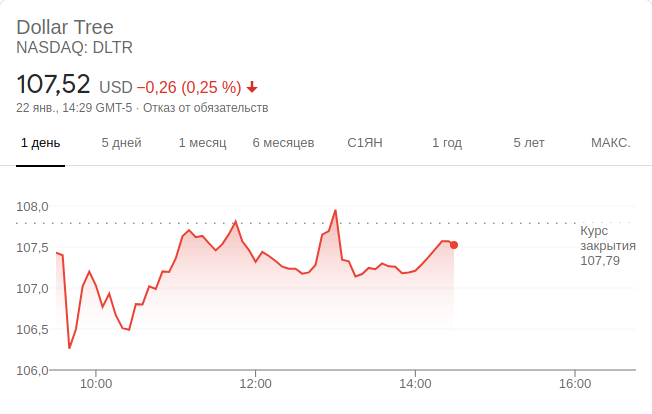 Dollar Tree
NASDAQ: DLTR
107,52 USD −0,26 (0,25 %)
22 янв., 14:29 GMT-5 · Отказ от обязательств
1 день 5 дней 1 месяц 6 месяцев С1ЯН 1 год 5 лет МАКС.
108,0
Курс
закрытия
107,79
107,5
107,0
106,5
106,0
10:00 12:00 14:00 16:00